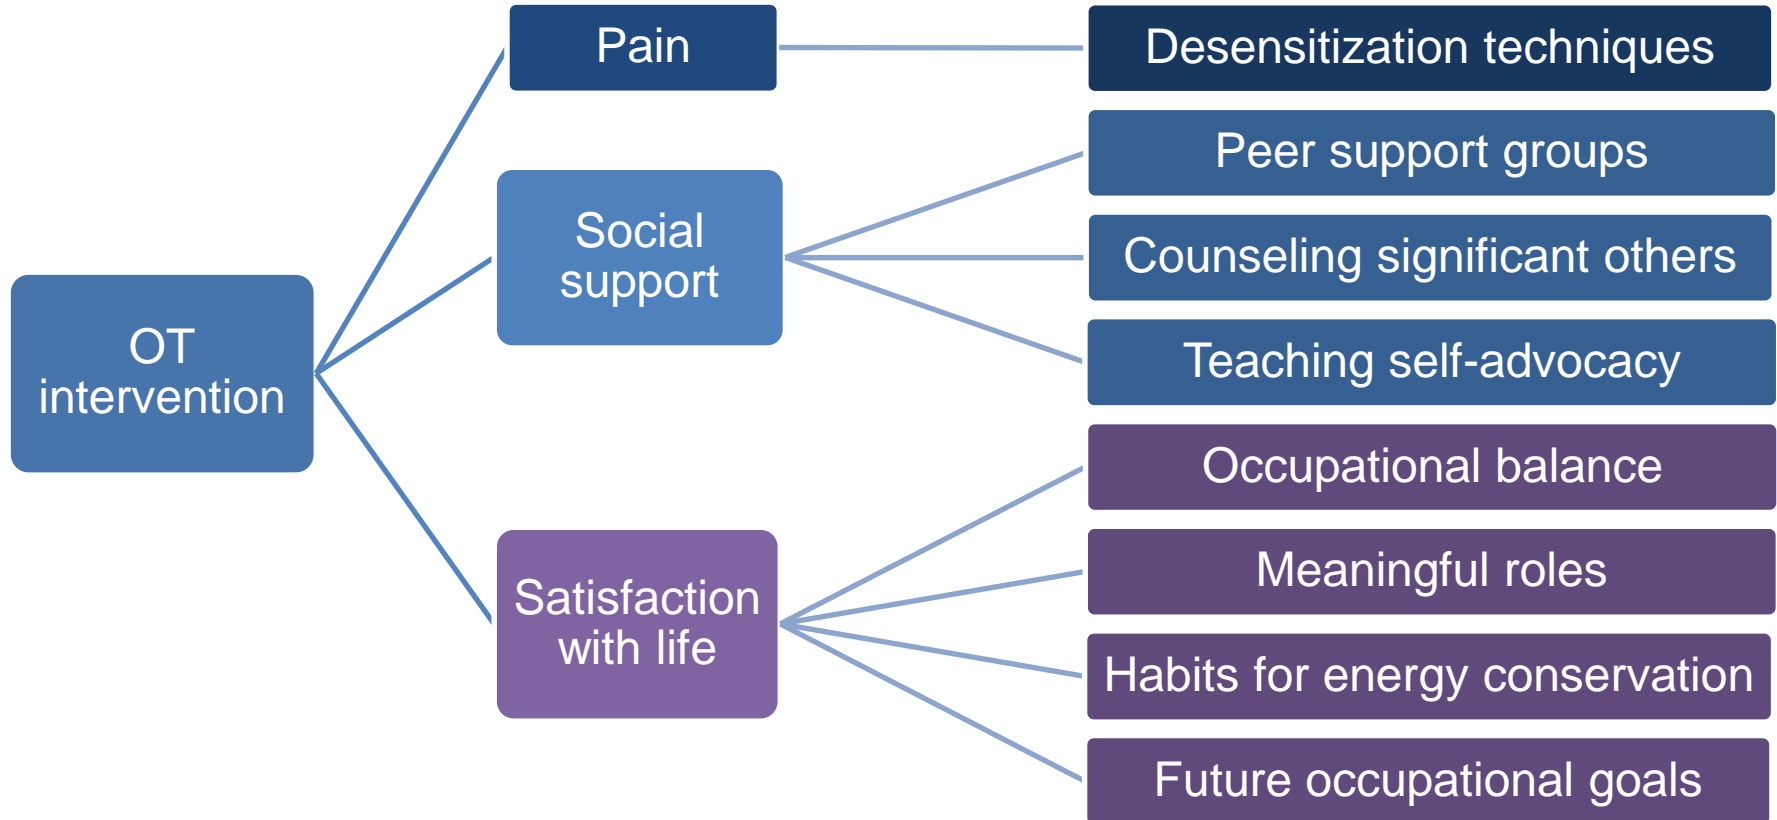 Pain
Desensitization techniques
Peer support groups
Social
support
Counseling significant others
OT
intervention
Teaching self-advocacy
Occupational balance
Satisfaction
with life
Meaningful roles
Habits for energy conservation
Future occupational goals